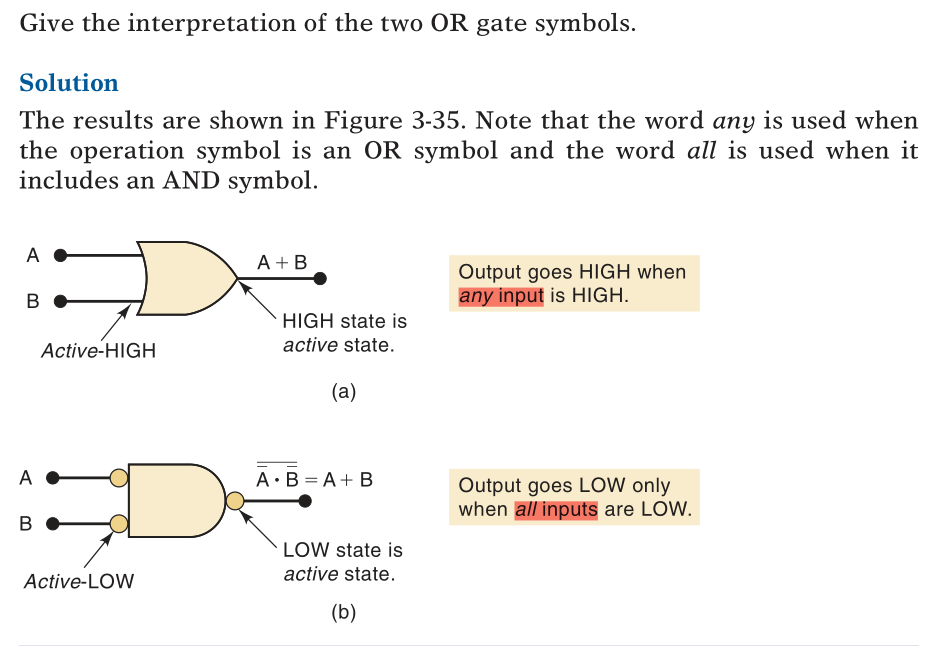 Give the interpretation of the two OR gate symbols.
Solution
The results are shown in Figure 3-35. Note that the word any is used when
the operation symbol is an OR symbol and the word all is used when it
includes an AND symbol.
A
B
A + B
Active-HIGH
HIGH state is
active state.
Output goes HIGH when
any input is HIGH.
(a)
A
B
A̅ · B̅ = A + B
Active-LOW
LOW state is
active state.
Output goes LOW only
when all inputs are LOW.
(b)